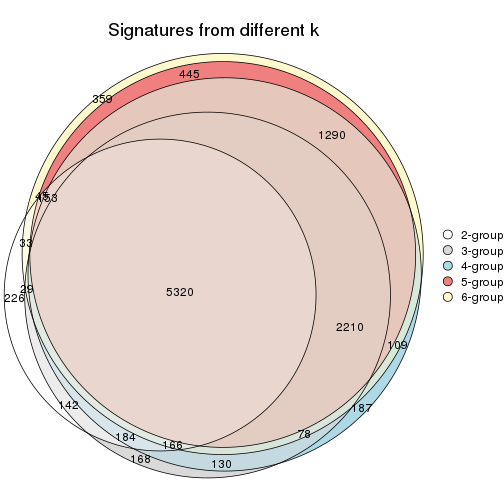 Signatures from different k
445
359
1290
153
33
2-group
3-group
4-group
5-group
6-group
29
226
5320
2210
109
142
187
184
166
78
168
130